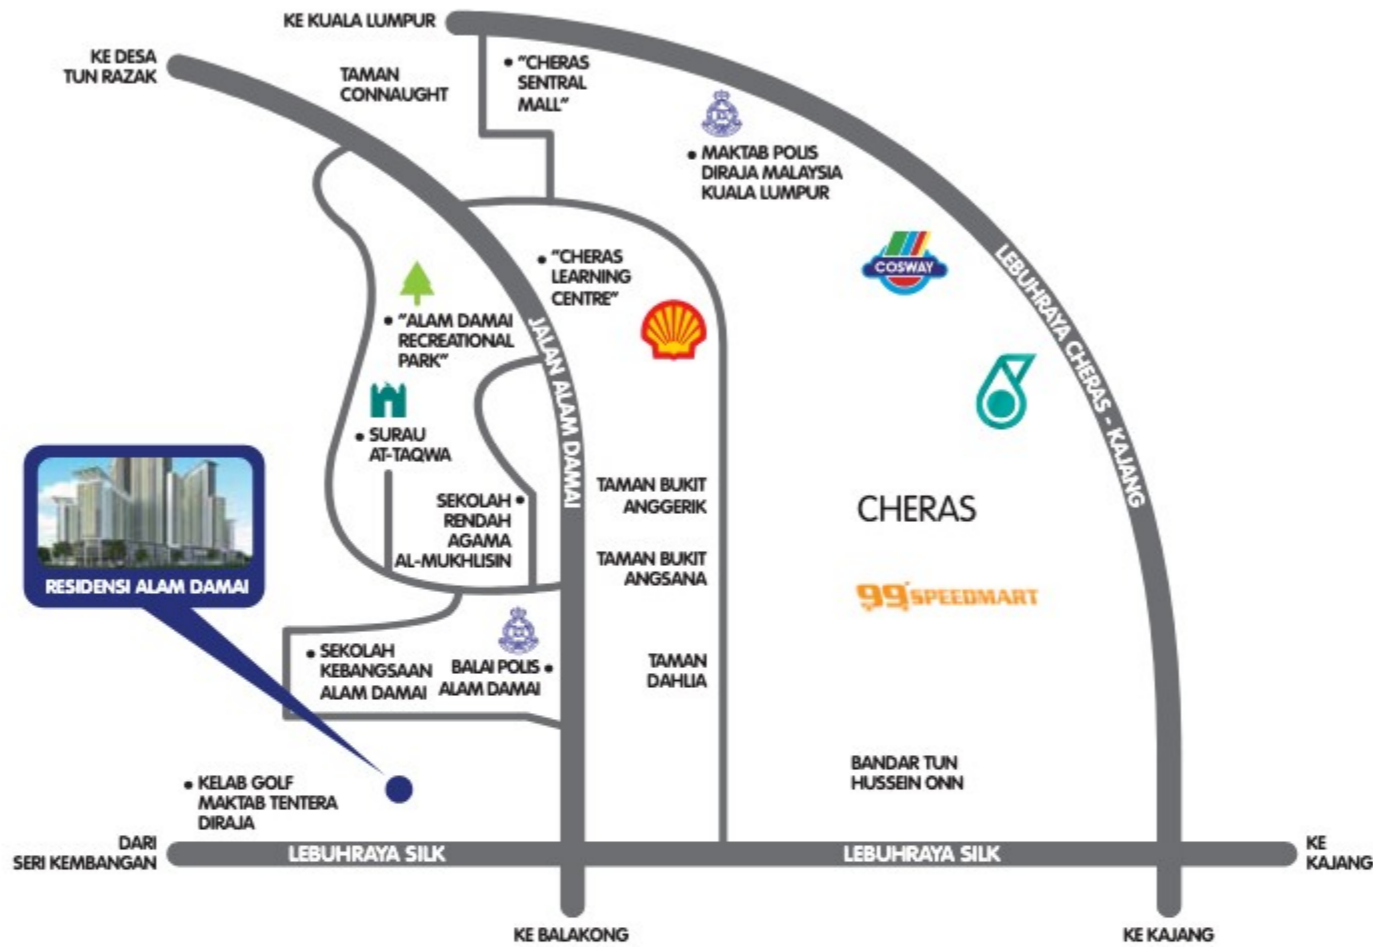 KE KUALA LUMPUR
KE DESA
TUN RAZAK
TAMAN
CONNAUGHT
• "CHERAS
SENTRAL
MALL"
• MAKTAB POLIS
DIRAJA MALAYSIA
KUALA LUMPUR
COSWAY
LEBUHRAYA CHERAS - KAJANG
• "CHERAS
LEARNING
CENTRE"
• "ALAM DAMAI
RECREATIONAL
PARK"
JALAN ALAM DAMAI
• SURAU
AT-TAQWA
SEKOLAH •
RENDAH
AGAMA
AL-MUKHLISIN
TAMAN BUKIT
ANGGERIK
TAMAN BUKIT
ANGSANA
CHERAS
99 SPEEDMART
RESIDENSI ALAM DAMAI
• SEKOLAH
KEBANGSAAN
ALAM DAMAI
BALAI POLIS •
ALAM DAMAI
TAMAN
DAHLIA
BANDAR TUN
HUSSEIN ONN
• KELAB GOLF
MAKTAB TENTERA
DIRAJA
DARI
SERI KEMBANGAN
LEBUHRAYA SILK
LEBUHRAYA SILK
KE
KAJANG
KE BALAKONG
KE KAJANG